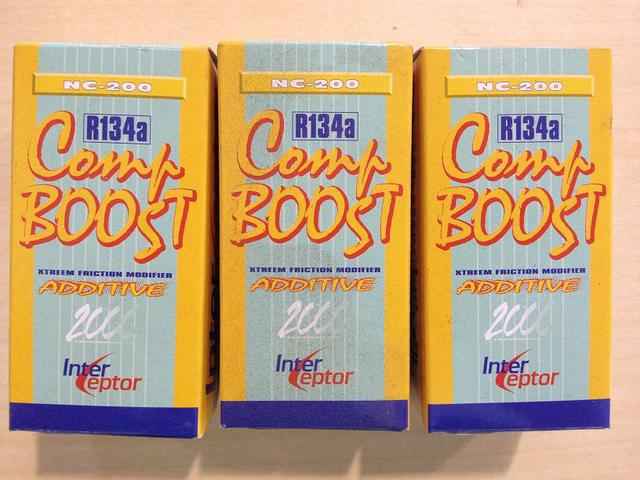 NC-200
R134a
Comp
BOOST
XTREEM FRICTION MODIFIER
ADDITIVE
2000
Inter
ceptor
NC-200
R134a
Comp
BOOST
XTREEM FRICTION MODIFIER
ADDITIVE
2000
Inter
ceptor
NC-200
R134a
Comp
BOOST
XTREEM FRICTION MODIFIER
ADDITIVE
2000
Inter
ceptor